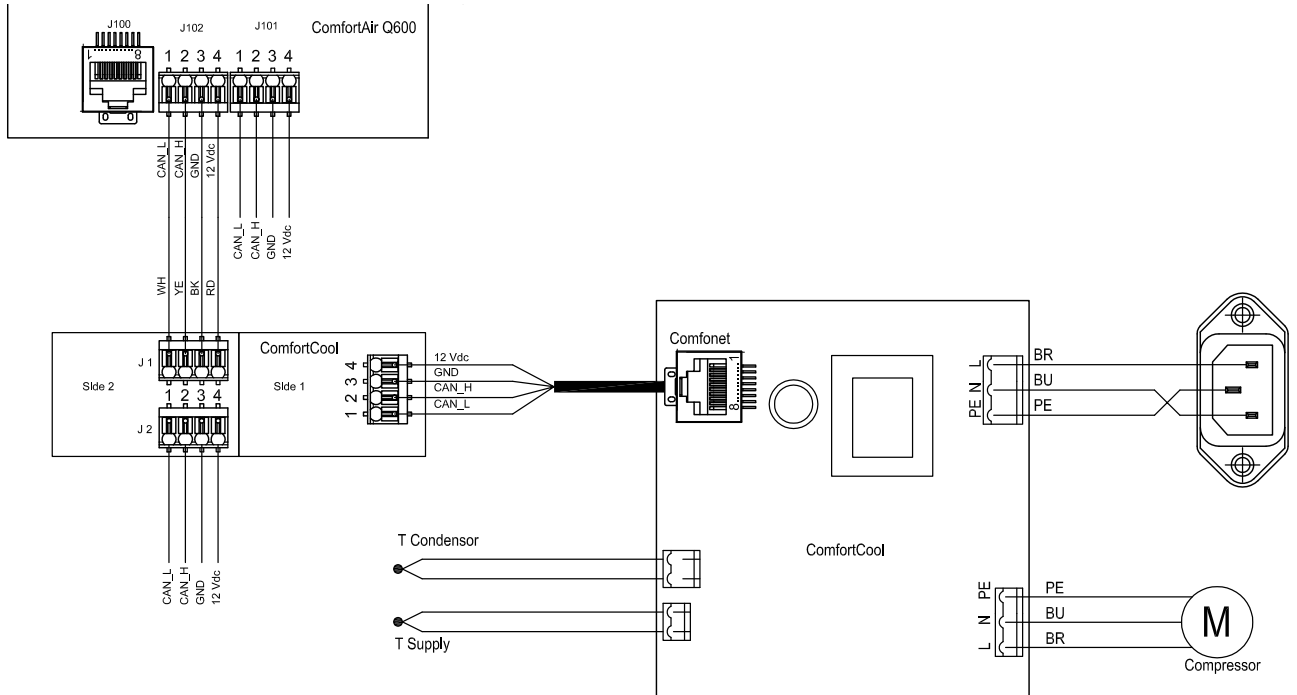 J100
J102
J101
ComfortAir Q600
1 8
1 2 3 4
1 2 3 4
CAN_L
CAN_H
GND
12 Vdc
CAN_L
CAN_H
GND
12 Vdc
WH
YE
BK
RD
J 1
Side 2
1 2 3 4
J 2
CAN_L
CAN_H
GND
12 Vdc
ComfortCool
Side 1
1 2 3 4
12 Vdc
GND
CAN_H
CAN_L
Comfonet
1
8
T Condensor
T Supply
ComfortCool
PE N L
BR
BU
PE
L N PE
PE
BU
BR
M
Compressor